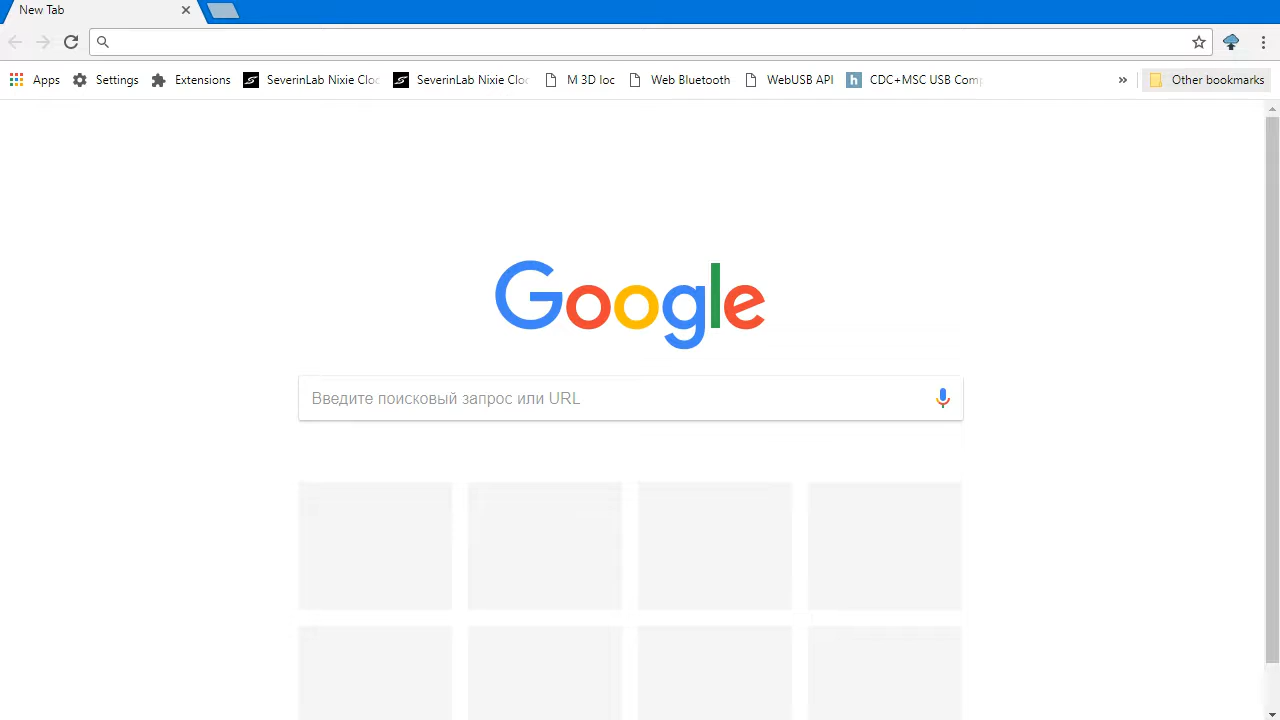 New Tab
Apps Settings Extensions SeverinLab Nixie Cloc SeverinLab Nixie Cloc M 3D loc Web Bluetooth WebUSB API h CDC+MSC USB Comp » Other bookmarks
Google
Введите поисковый запрос или URL